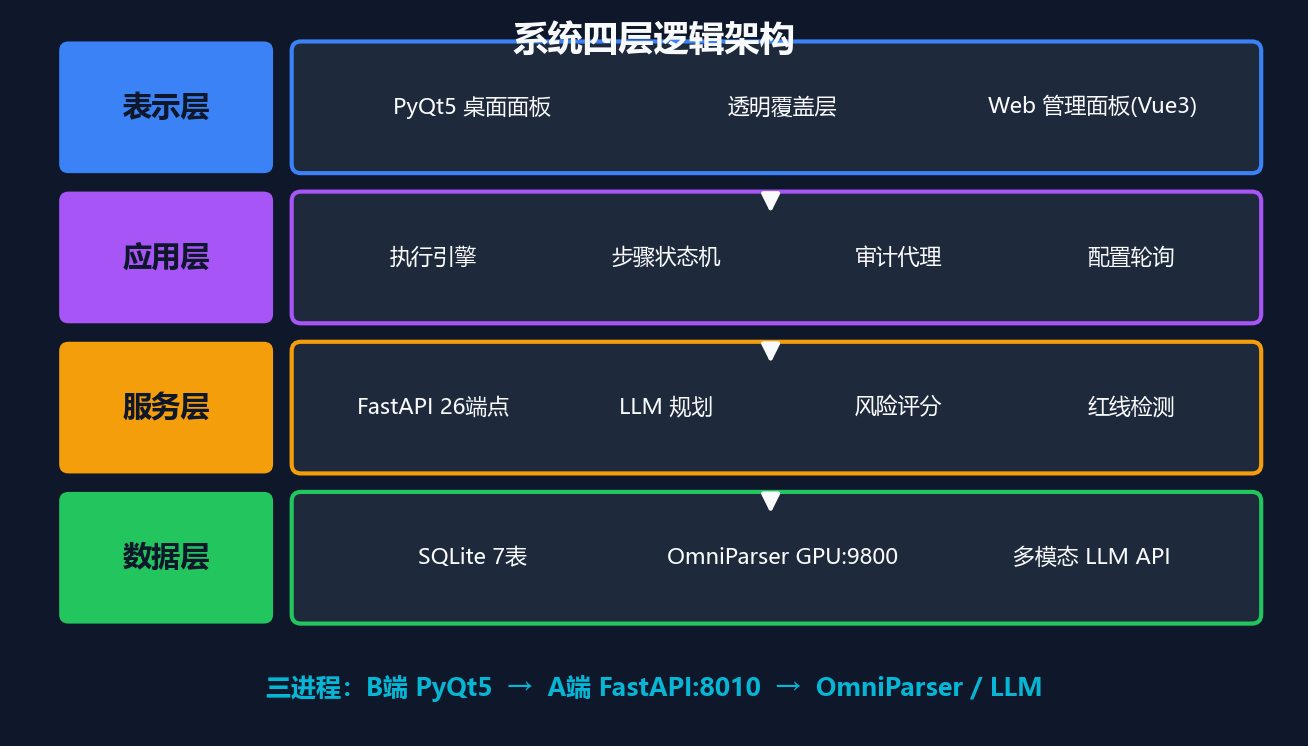 系统四层逻辑架构
表示层
PyQt5 桌面面板 透明覆盖层 Web 管理面板(Vue3)
应用层
执行引擎 步骤状态机 审计代理 配置轮询
服务层
FastAPI 26端点 LLM 规划 风险评分 红线检测
数据层
SQLite 7表 OmniParser GPU:9800 多模态 LLM API
三进程：B端 PyQt5 → A端 FastAPI:8010 → OmniParser / LLM